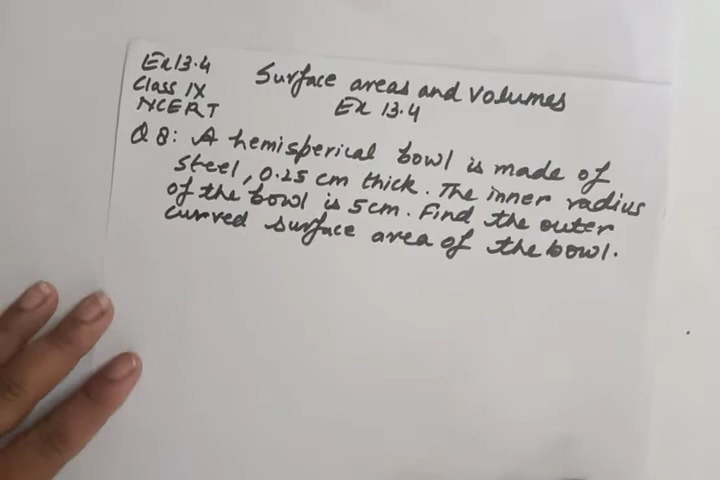 Ex 13.4
Class IX
NCERT
Surface areas and Volumes
Ex 13.4
Q 8: A hemisperical bowl is made of
steel, 0.25 cm thick. The inner radius
of the bowl is 5cm. Find the outer
curved surface area of the bowl.